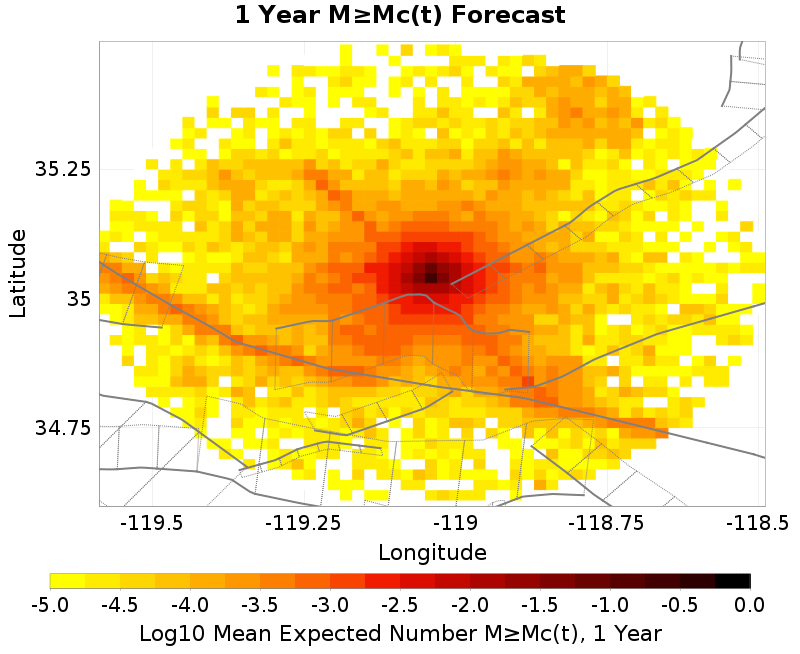 1 Year M≥Mc(t) Forecast
Latitude
35.25
35
34.75
-119.5 -119.25 -119 -118.75 -118.5
Longitude
-5.0 -4.5 -4.0 -3.5 -3.0 -2.5 -2.0 -1.5 -1.0 -0.5 0.0
Log10 Mean Expected Number M≥Mc(t), 1 Year